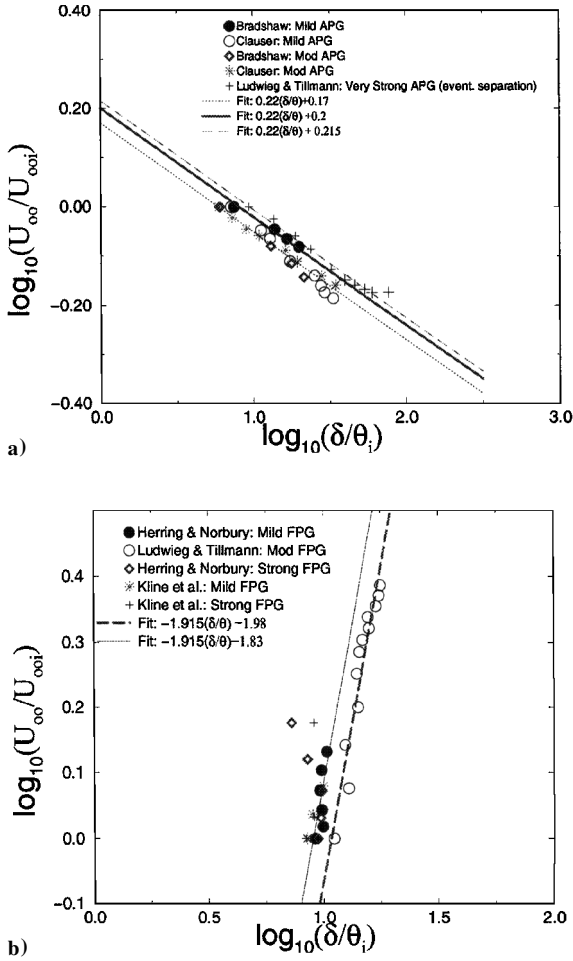 Bradshaw: Mild APG
Clauser: Mild APG
Bradshaw: Mod APG
Clauser: Mod APG
Ludwieg & Tillmann: Very Strong APG (event. separation)
Fit: 0.22(δ/θ)+0.17
Fit: 0.22(δ/θ) +0.2
Fit: 0.22(δ/θ) + 0.215
0.20
0.00
-0.20
-0.40
log10(Uoo/Uooi)
0.0
1.0
2.0
3.0
log10(δ/θi)
a)
Herring & Norbury: Mild FPG
Ludwieg & Tillmann: Mod FPG
Herring & Norbury: Strong FPG
Kline et al.: Mild FPG
Kline et al.: Strong FPG
Fit: −1.915(δ/θ)−1.98
Fit: −1.915(δ/θ)−1.83
0.4
0.3
0.2
0.1
0.0
-0.1
log10(Uoo/Uooi)
0.0
0.5
1.0
1.5
2.0
log10(δ/θi)
b)